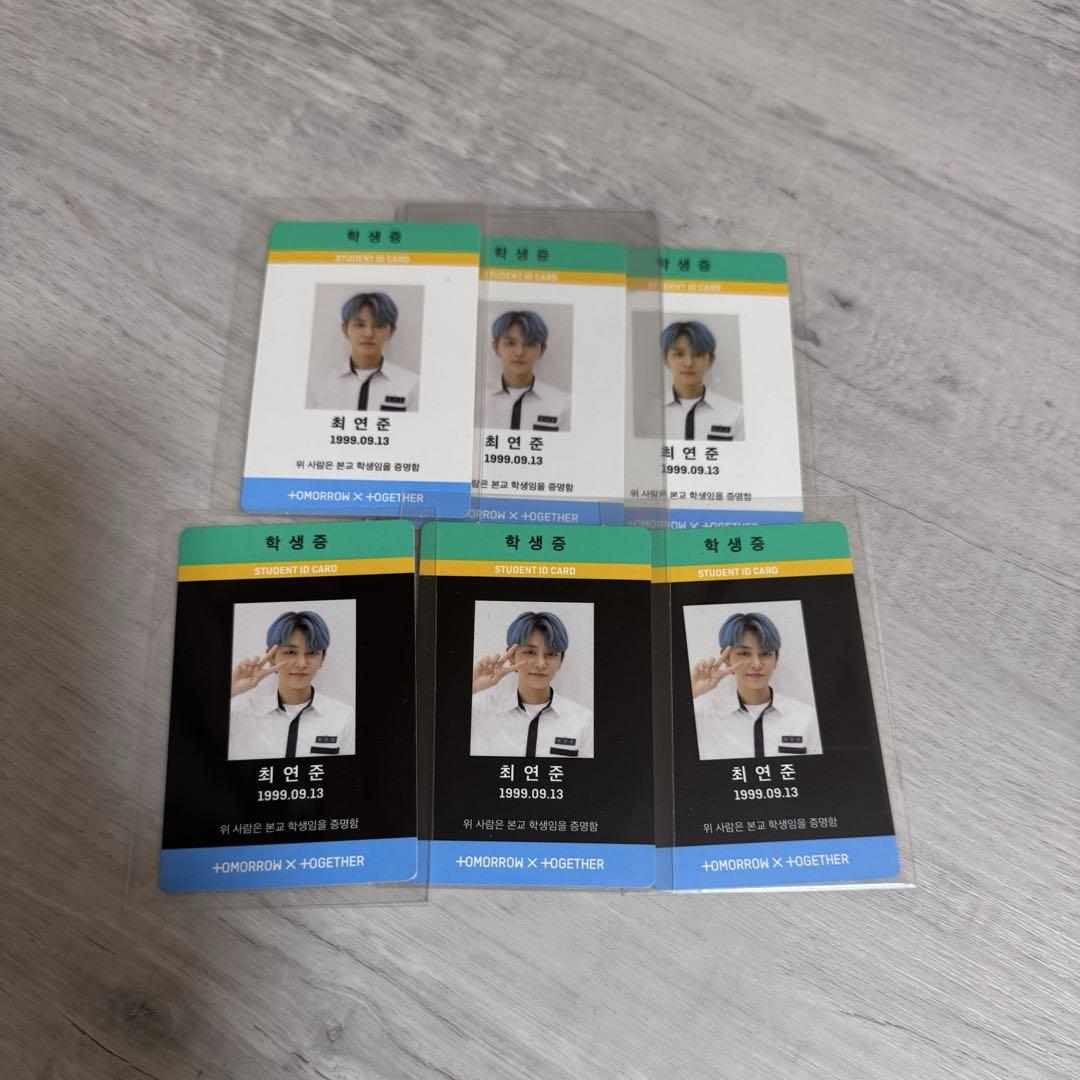 학생증
STUDENT ID CARD
최연준
1999.09.13
위 사람은 본교 학생임을 증명함
TOMORROW X TOGETHER
학생증
STUDENT ID CARD
최연준
1999.09.13
사람은 본교 학생임을 증명함
TOMORROW X TOGETHER
학생증
STUDENT ID CARD
최연준
1999.09.13
위 사람은 본교 학생임을 증명함
TOMORROW X TOGETHER
학생증
STUDENT ID CARD
최연준
1999.09.13
위 사람은 본교 학생임을 증명함
TOMORROW X TOGETHER
학생증
STUDENT ID CARD
최연준
1999.09.13
위 사람은 본교 학생임을 증명함
TOMORROW X TOGETHER
학생증
STUDENT ID CARD
최연준
1999.09.13
위 사람은 본교 학생임을 증명함
TOMORROW X TOGETHER